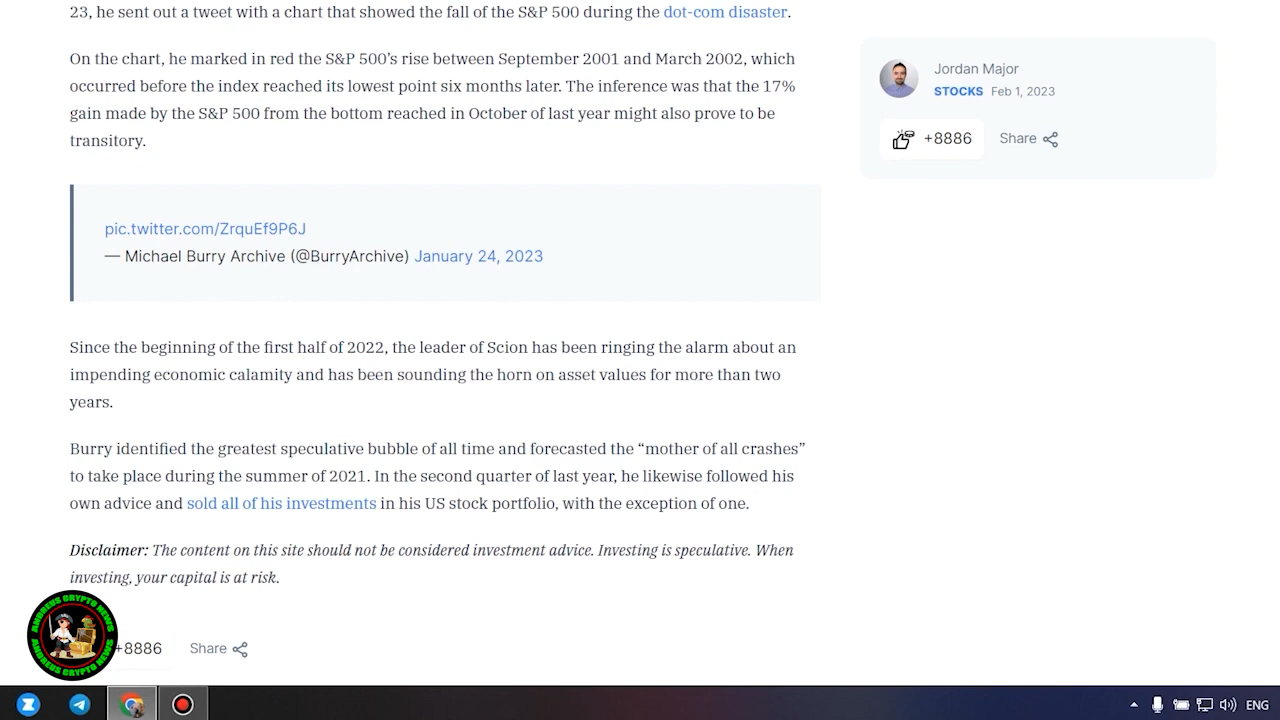 23, he sent out a tweet with a chart that showed the fall of the S&P 500 during the dot-com disaster.
On the chart, he marked in red the S&P 500’s rise between September 2001 and March 2002, which
occurred before the index reached its lowest point six months later. The inference was that the 17%
gain made by the S&P 500 from the bottom reached in October of last year might also prove to be
transitory.
pic.twitter.com/ZrquEf9P6J
— Michael Burry Archive (@BurryArchive) January 24, 2023
Since the beginning of the first half of 2022, the leader of Scion has been ringing the alarm about an
impending economic calamity and has been sounding the horn on asset values for more than two
years.
Burry identified the greatest speculative bubble of all time and forecasted the “mother of all crashes”
to take place during the summer of 2021. In the second quarter of last year, he likewise followed his
own advice and sold all of his investments in his US stock portfolio, with the exception of one.
Disclaimer: The content on this site should not be considered investment advice. Investing is speculative. When
investing, your capital is at risk.
+8886 Share
Jordan Major
STOCKS Feb 1, 2023
+8886 Share
ANDREUS CRYPTO NEWS
ANDREUS CRYPTO NEWS
ENG